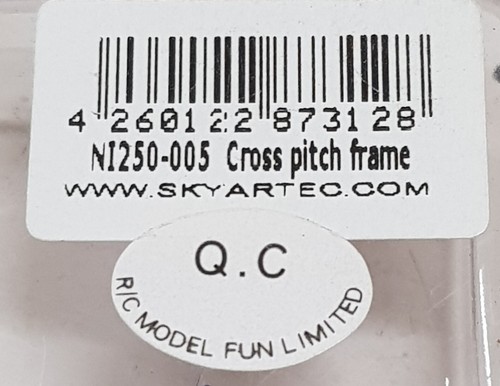 4 260122 873128
NI250-005 Cross pitch frame
WWW.SKYARTEC.COM
Q.C
R/C MODEL FUN LIMITED